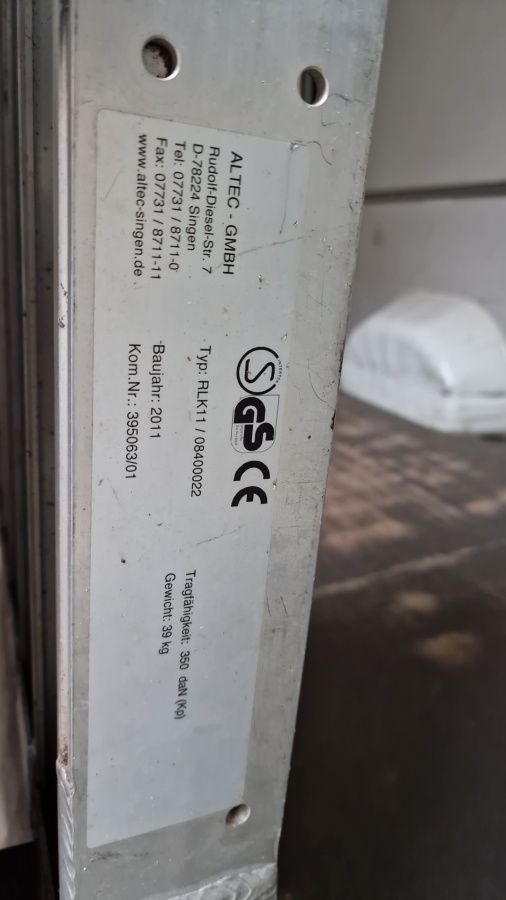 ALTEC - GMBH
Rudolf-Diesel-Str. 7
D-78224 Singen
Tel: 07731 / 8711-0
Fax: 07731 / 8711-11
www.altec-singen.de
S GS CE
Typ: RLK11 / 08400022
Baujahr: 2011
Kom.Nr.: 395063/01
Tragfähigkeit: 350 daN (Kp)
Gewicht: 39 kg